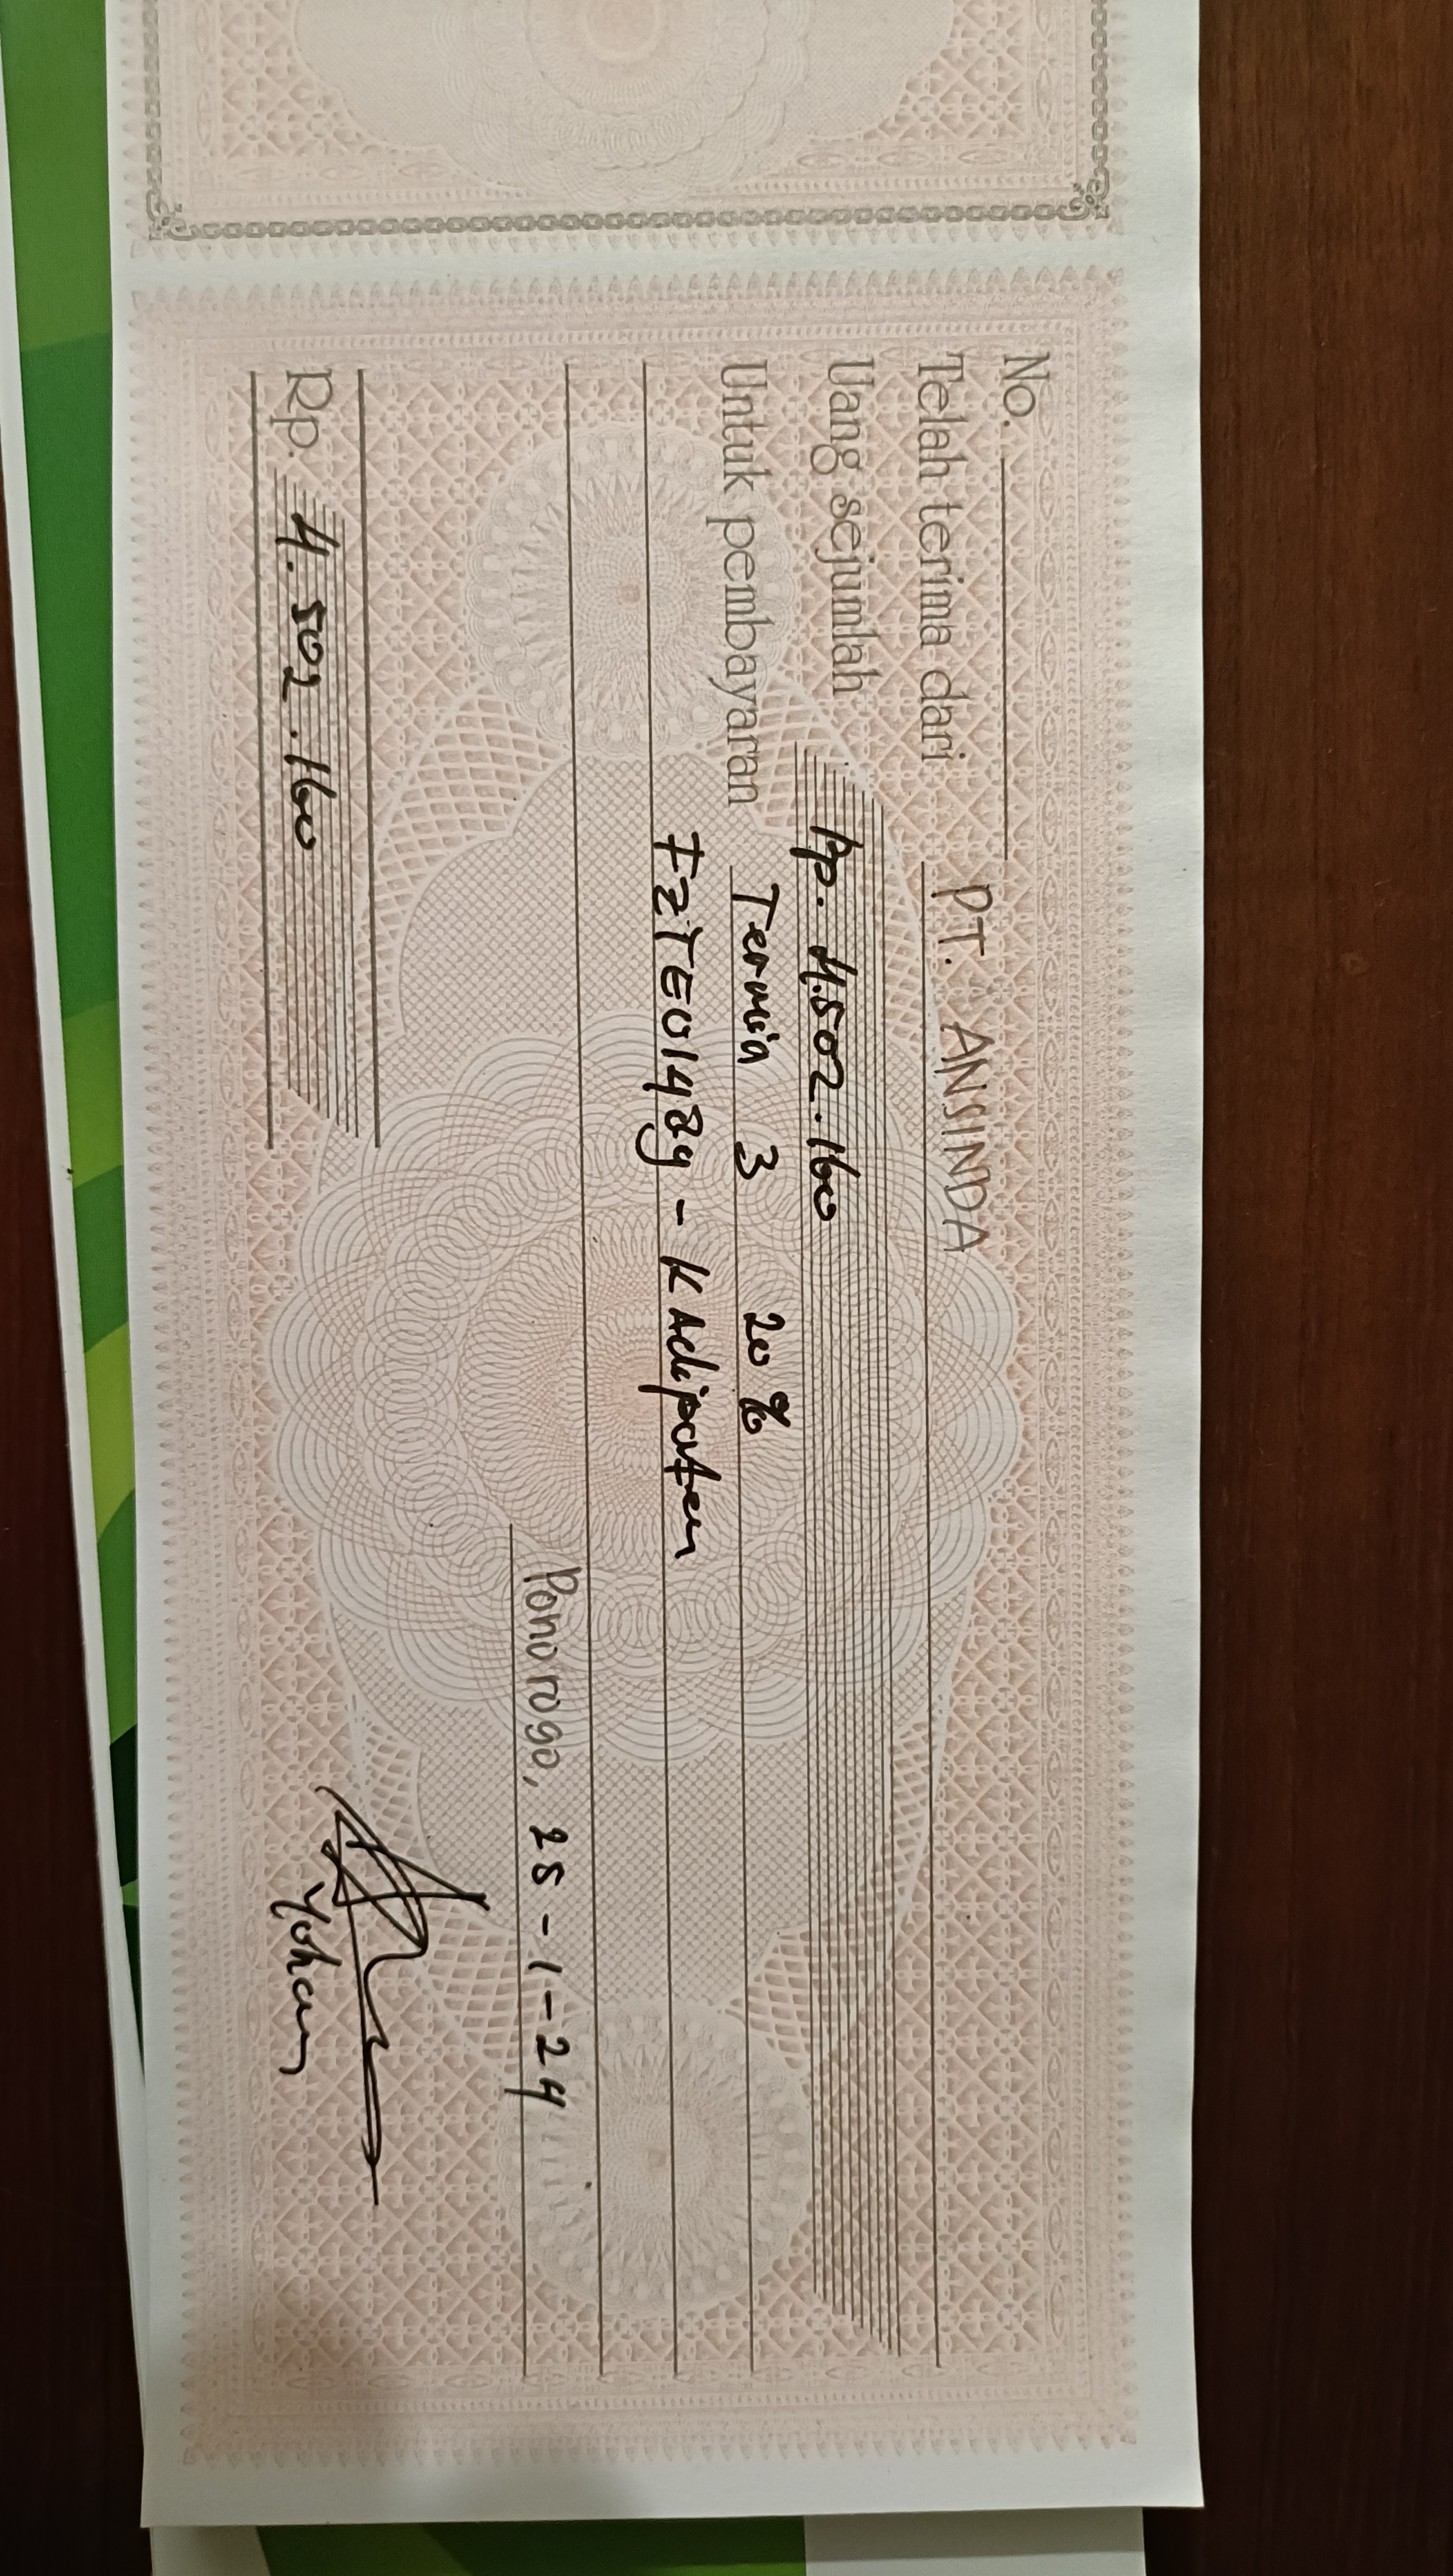 No.
Telah terima dari PT. ANSINDA
Uang sejumlah Rp. 4.502.160
Untuk pembayaran Termin 3 20 %
FZTE01489 - KAdipaten
Ponorogo, 25 - 1 - 24
Rp. 4.502.160
Yohan